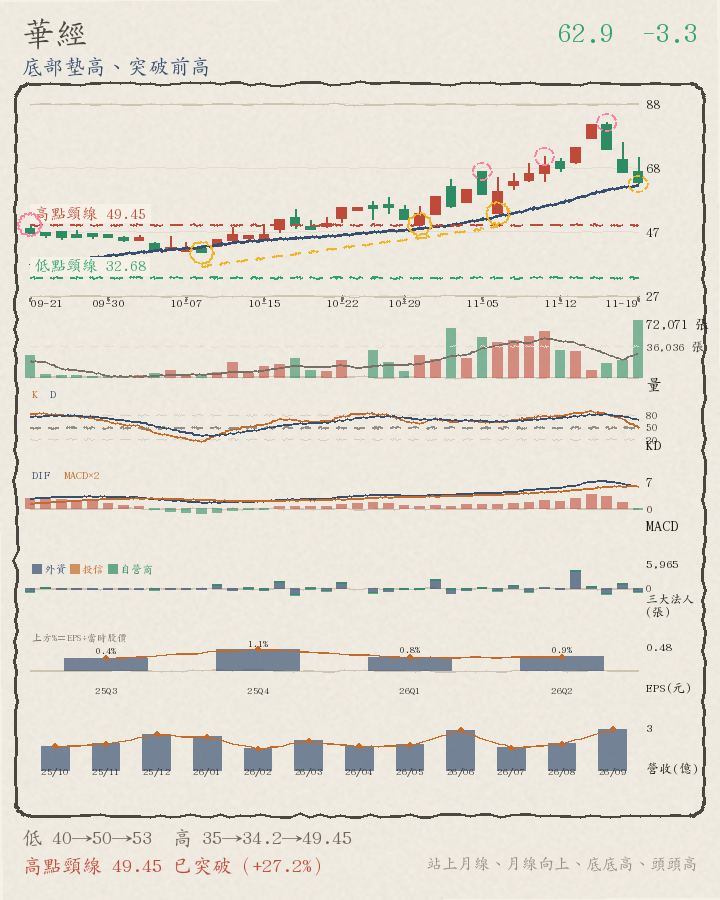 華經
62.9 -3.3
底部墊高、突破前高
88
68
高點頸線 49.45
47
低點頸線 32.68
27
09-21 09-30 10-07 10-15 10-22 10-29 11-05 11-12 11-19
72,071 張
36,036 張
量
K D
80
50
20
KD
DIF MACD×2
7
0
MACD
外資 投信 自營商
5,965
0
三大法人
(張)
上方%=EPS÷當時股價
0.4% 1.1% 0.8% 0.9%
0.48
25Q3 25Q4 26Q1 26Q2
EPS(元)
3
25/10 25/11 25/12 26/01 26/02 26/03 26/04 26/05 26/06 26/07 26/08 26/09
營收(億)
低 40→50→53 高 35→34.2→49.45
高點頸線 49.45 已突破 (+27.2%)
站上月線、月線向上、底底高、頭頭高